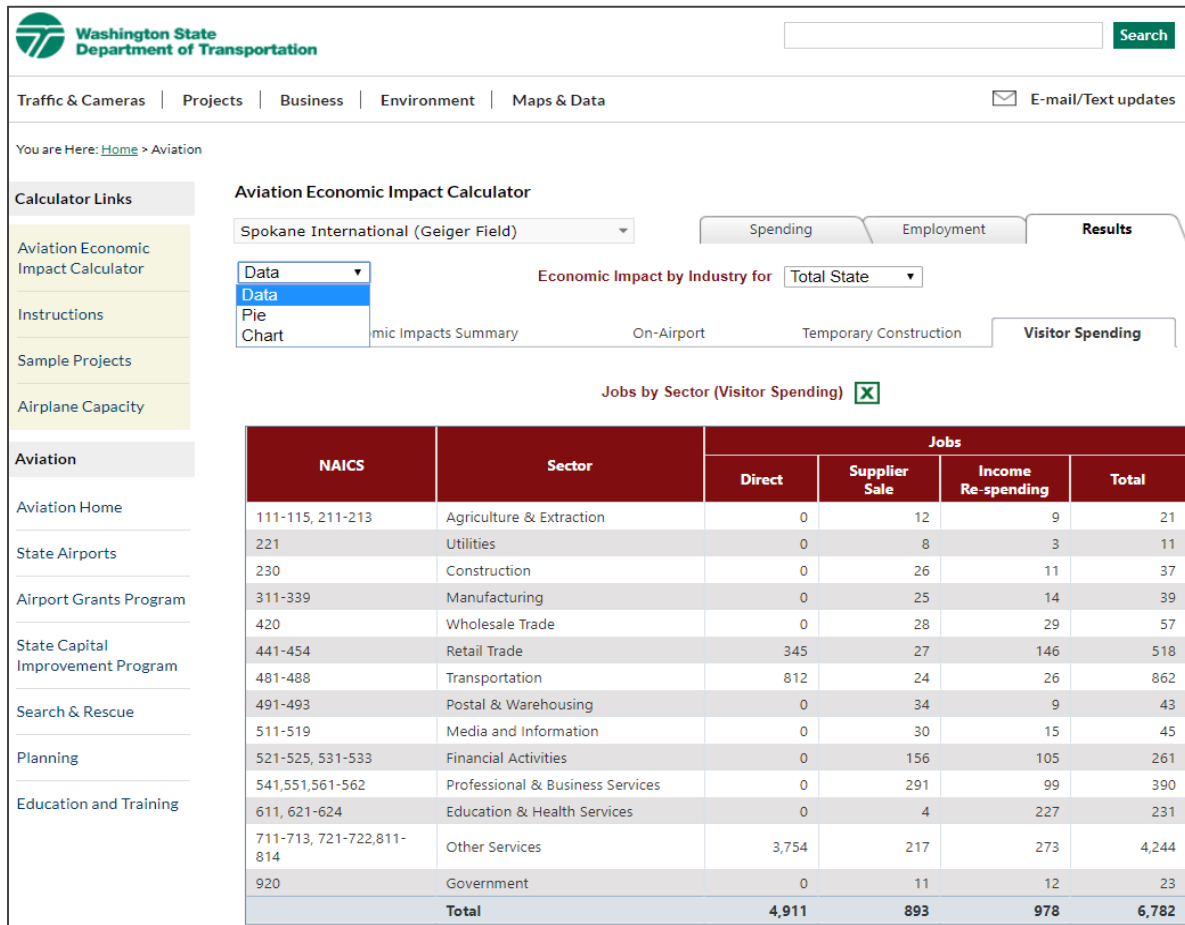 Washington State
Department of Transportation
Search
Traffic & Cameras | Projects | Business | Environment | Maps & Data
E-mail/Text updates
You are Here: Home > Aviation
Calculator Links
Aviation Economic
Impact Calculator
Instructions
Sample Projects
Airplane Capacity
Aviation
Aviation Home
State Airports
Airport Grants Program
State Capital
Improvement Program
Search & Rescue
Planning
Education and Training
Aviation Economic Impact Calculator
Spokane International (Geiger Field)
Spending Employment Results
Data
Data
Pie
Chart
Economic Impact by Industry for Total State
mic Impacts Summary On-Airport Temporary Construction Visitor Spending
Jobs by Sector (Visitor Spending) X
NAICS Sector Jobs
Direct Supplier Sale Income Re-spending Total
111-115, 211-213 Agriculture & Extraction 0 12 9 21
221 Utilities 0 8 3 11
230 Construction 0 26 11 37
311-339 Manufacturing 0 25 14 39
420 Wholesale Trade 0 28 29 57
441-454 Retail Trade 345 27 146 518
481-488 Transportation 812 24 26 862
491-493 Postal & Warehousing 0 34 9 43
511-519 Media and Information 0 30 15 45
521-525, 531-533 Financial Activities 0 156 105 261
541,551,561-562 Professional & Business Services 0 291 99 390
611, 621-624 Education & Health Services 0 4 227 231
711-713, 721-722,811-
814 Other Services 3,754 217 273 4,244
920 Government 0 11 12 23
Total 4,911 893 978 6,782